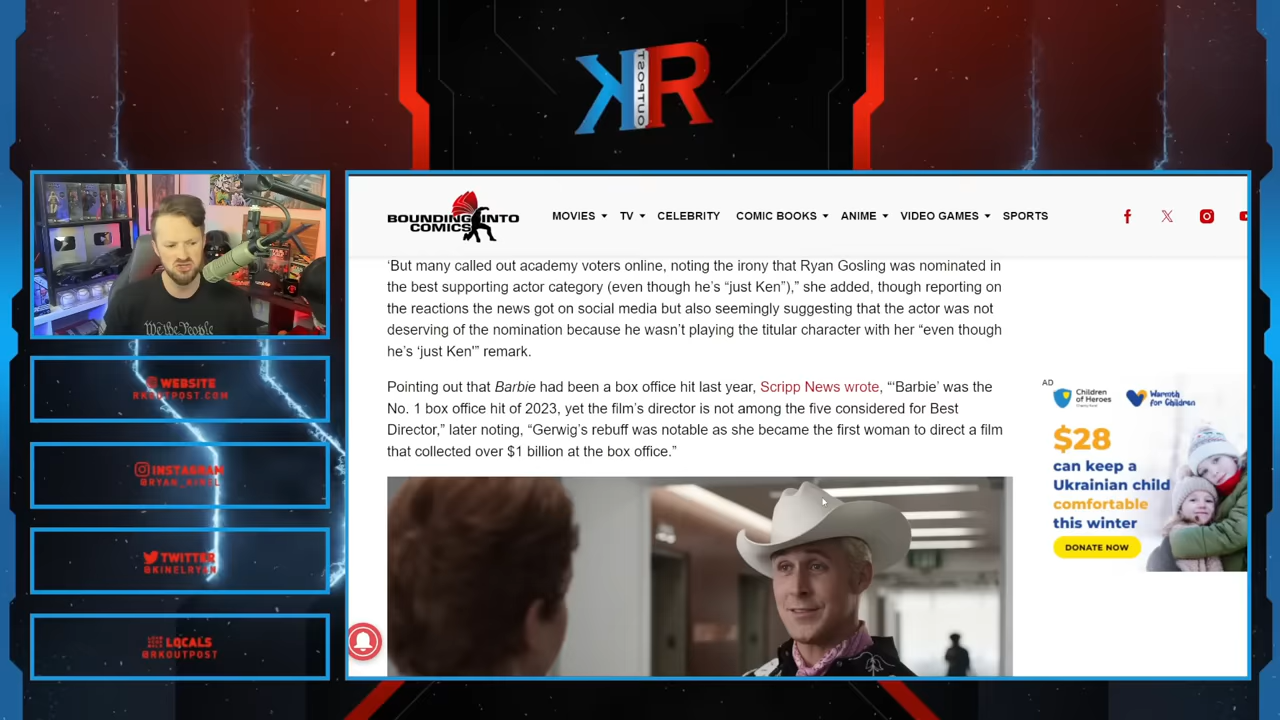 K R
OUTPOST
We the People
WEBSITE
RKOUTPOST.COM
INSTAGRAM
@RYAN_KINEL
TWITTER
@KINELRYAN
LOCALS
@RKOUTPOST
BOUNDING INTO
COMICS
MOVIES TV CELEBRITY COMIC BOOKS ANIME VIDEO GAMES SPORTS
‘But many called out academy voters online, noting the irony that Ryan Gosling was nominated in
the best supporting actor category (even though he’s “just Ken”),” she added, though reporting on
the reactions the news got on social media but also seemingly suggesting that the actor was not
deserving of the nomination because he wasn’t playing the titular character with her “even though
he’s ‘just Ken’” remark.
Pointing out that Barbie had been a box office hit last year, Scripp News wrote, “‘Barbie’ was the
No. 1 box office hit of 2023, yet the film’s director is not among the five considered for Best
Director,” later noting, “Gerwig’s rebuff was notable as she became the first woman to direct a film
that collected over $1 billion at the box office.”
AD
Children
of Heroes
Warmth
for Children
$28
can keep a
Ukrainian child
comfortable
this winter
DONATE NOW